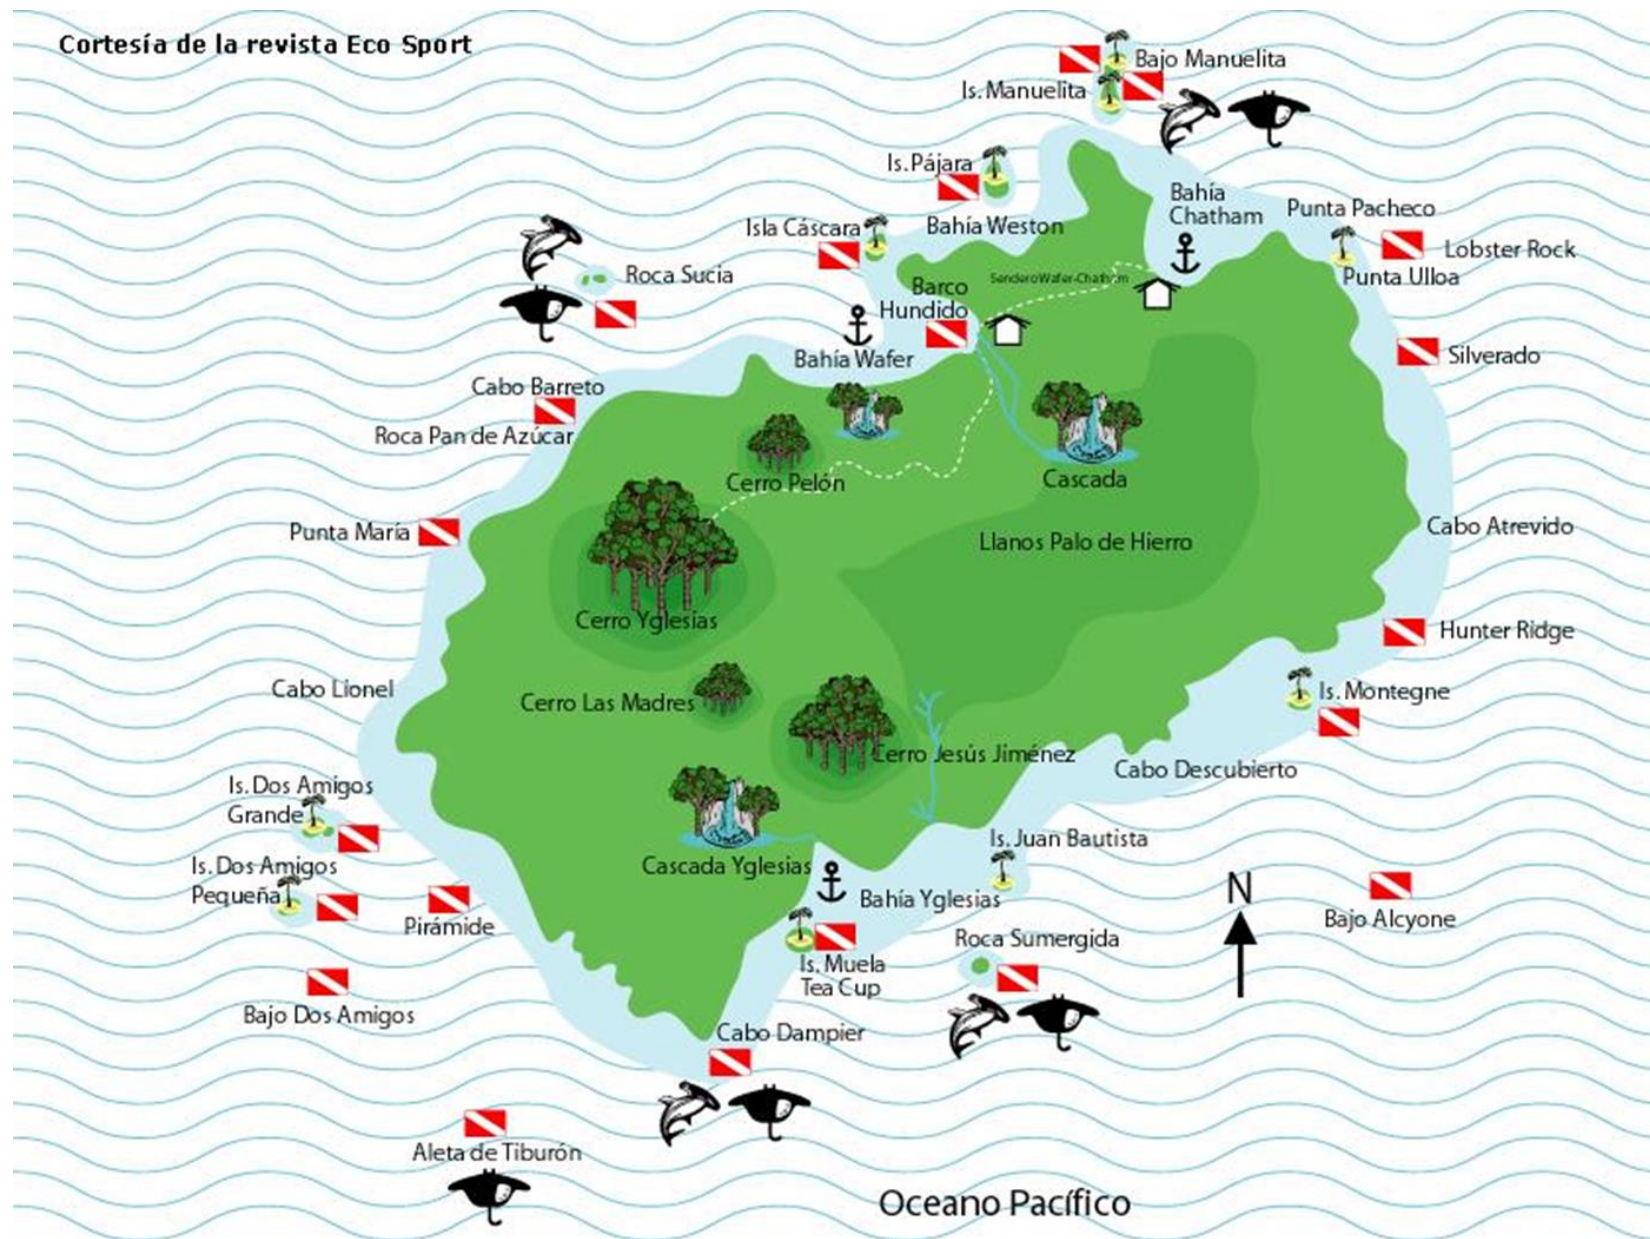 Cortesía de la revista Eco Sport
Bajo Manuelita
Is. Manuelita
Is. Pájara
Bahía
Chatham
Punta Pacheco
Isla Cáscara
Bahía Weston
Lobster Rock
Roca Sucia
Punta Ulloa
SenderoWafer-Chatham
Barco
Hundido
Bahía Wafer
Silverado
Cabo Barreto
Roca Pan de Azúcar
Cerro Pelón
Cascada
Punta María
Cabo Atrevido
Llanos Palo de Hierro
Cerro Yglesias
Hunter Ridge
Cabo Lionel
Cerro Las Madres
Is. Montegne
Cerro Jesús Jiménez
Cabo Descubierto
Is. Dos Amigos
Grande
Is. Juan Bautista
Is. Dos Amigos
Pequeña
Cascada Yglesias
Bahía Yglesias
N
Bajo Alcyone
Pirámide
Roca Sumergida
Is. Muela
Tea Cup
Bajo Dos Amigos
Cabo Dampier
Aleta de Tiburón
Oceano Pacífico